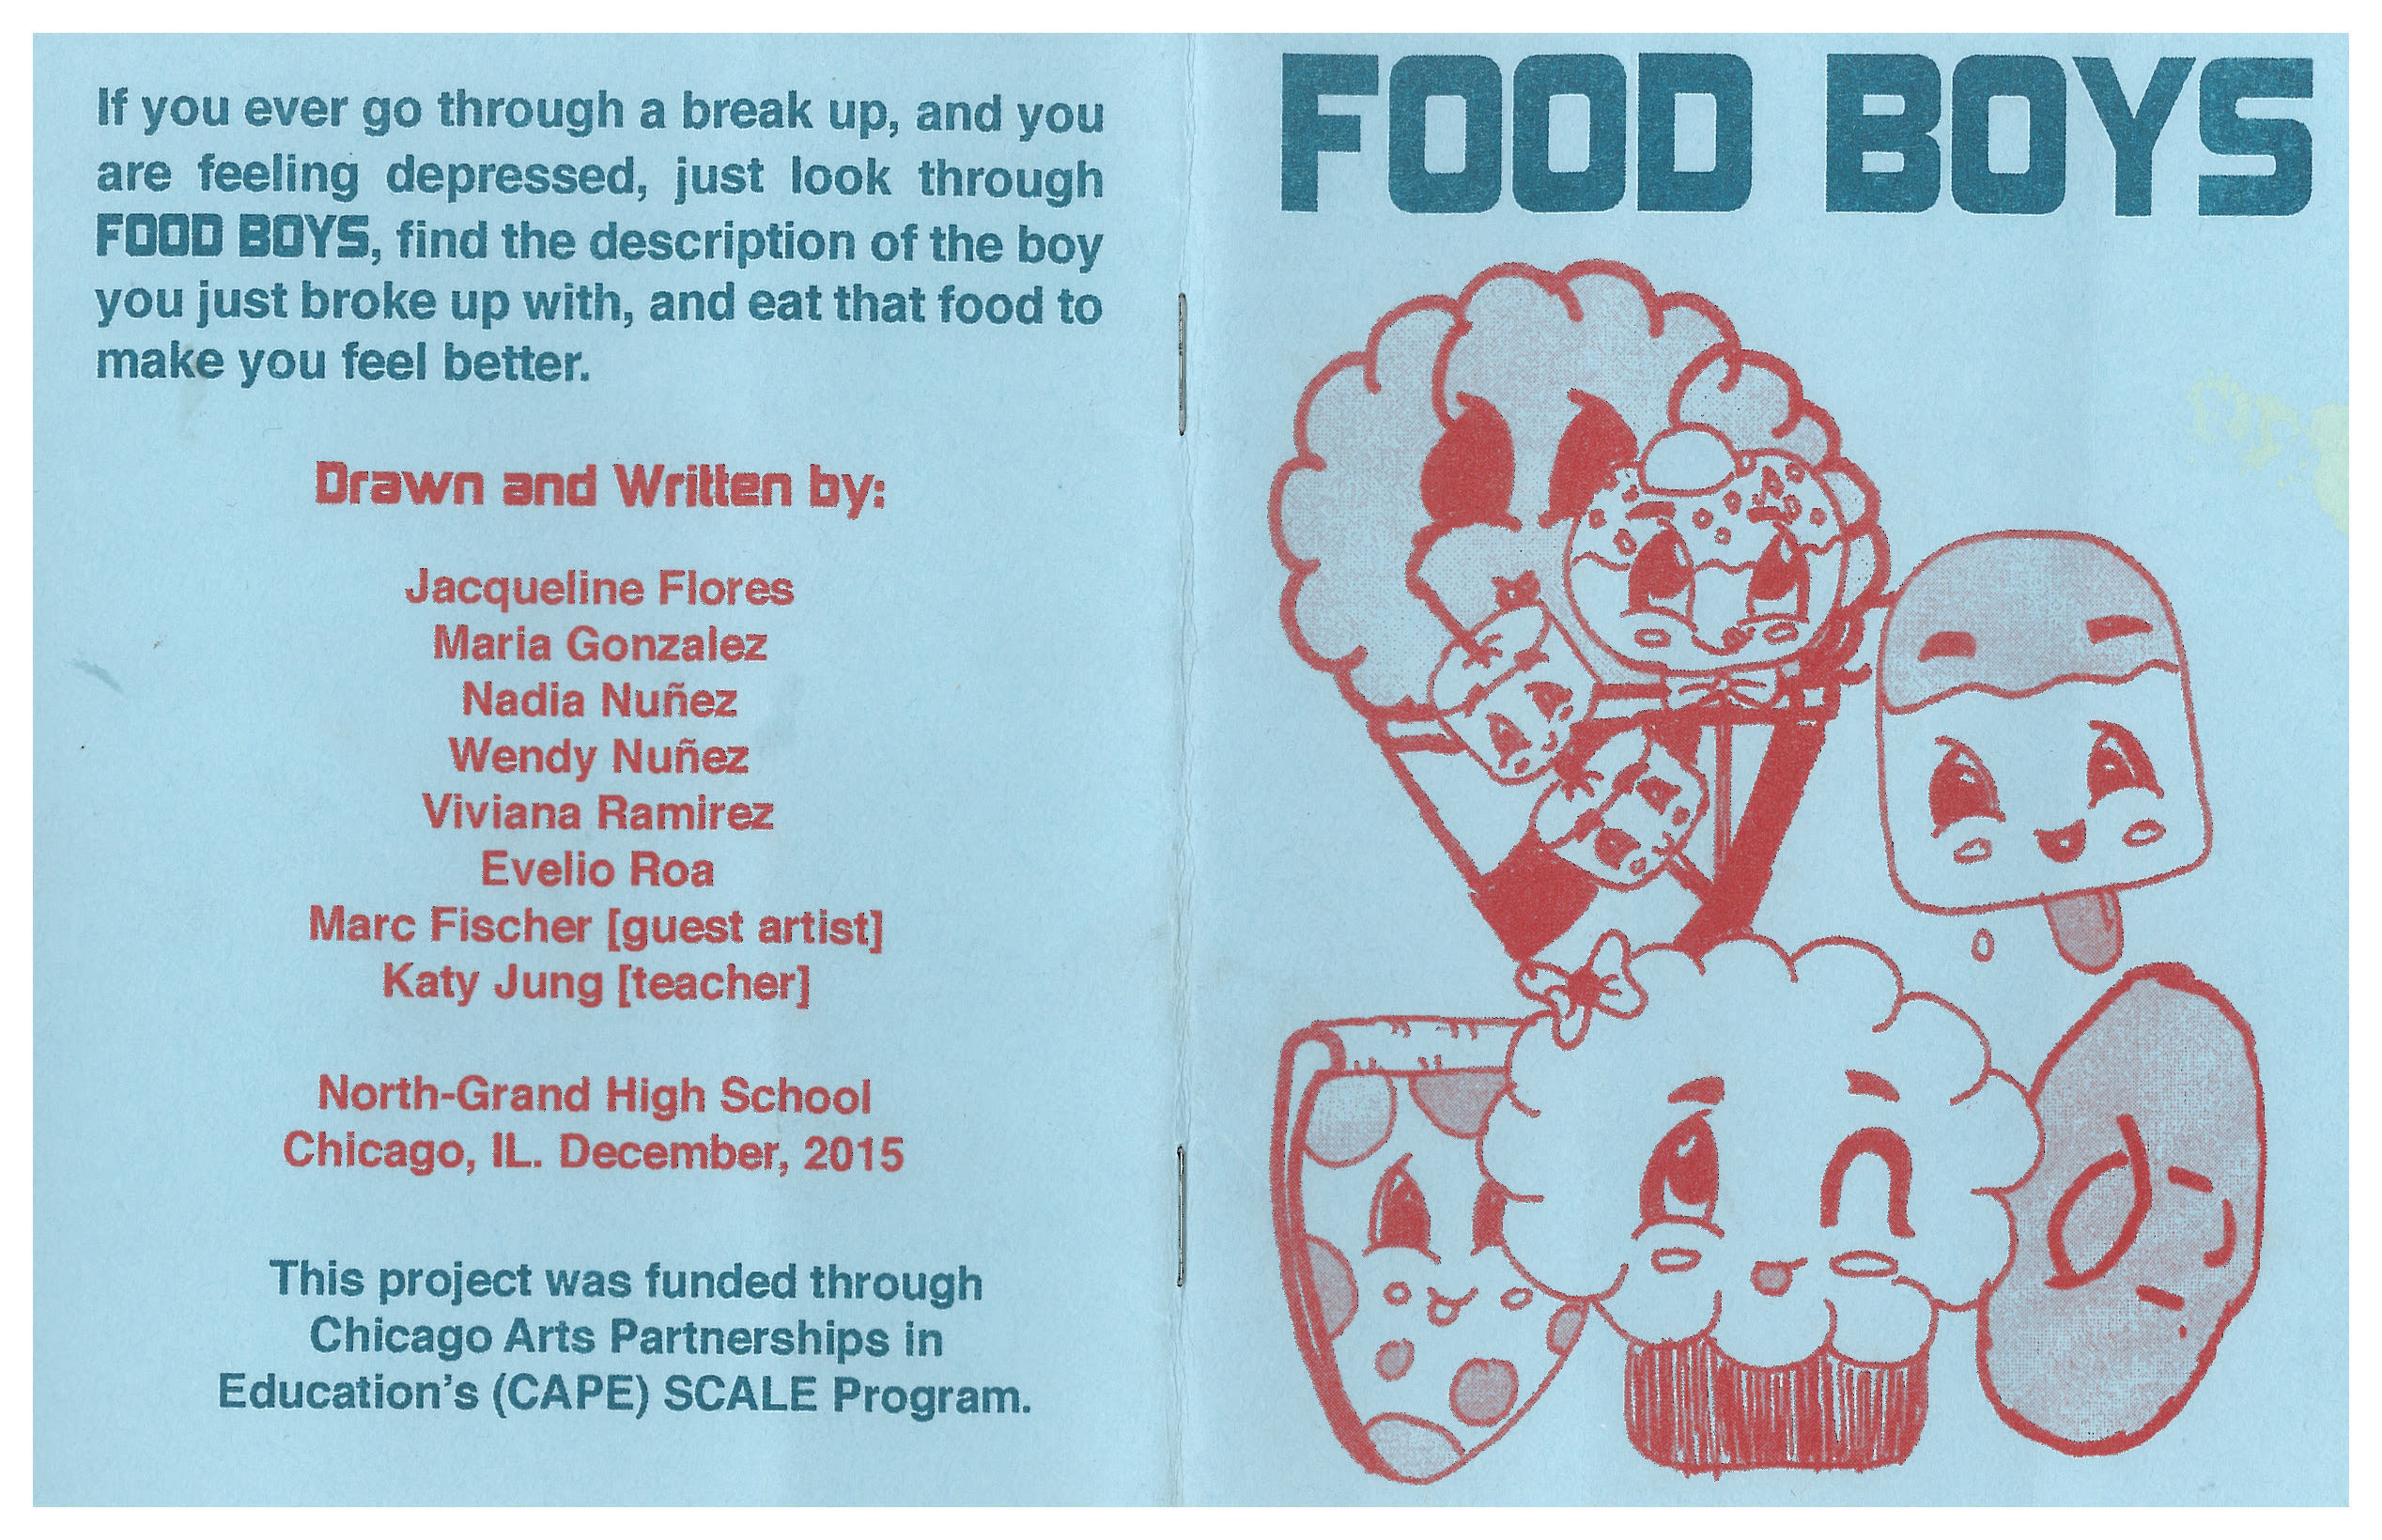 If you ever go through a break up, and you
are feeling depressed, just look through
FOOD BOYS, find the description of the boy
you just broke up with, and eat that food to
make you feel better.
Drawn and Written by:
Jacqueline Flores
Maria Gonzalez
Nadia Nuñez
Wendy Nuñez
Viviana Ramirez
Evelio Roa
Marc Fischer [guest artist]
Katy Jung [teacher]
North-Grand High School
Chicago, IL. December, 2015
This project was funded through
Chicago Arts Partnerships in
Education's (CAPE) SCALE Program.
FOOD BOYS